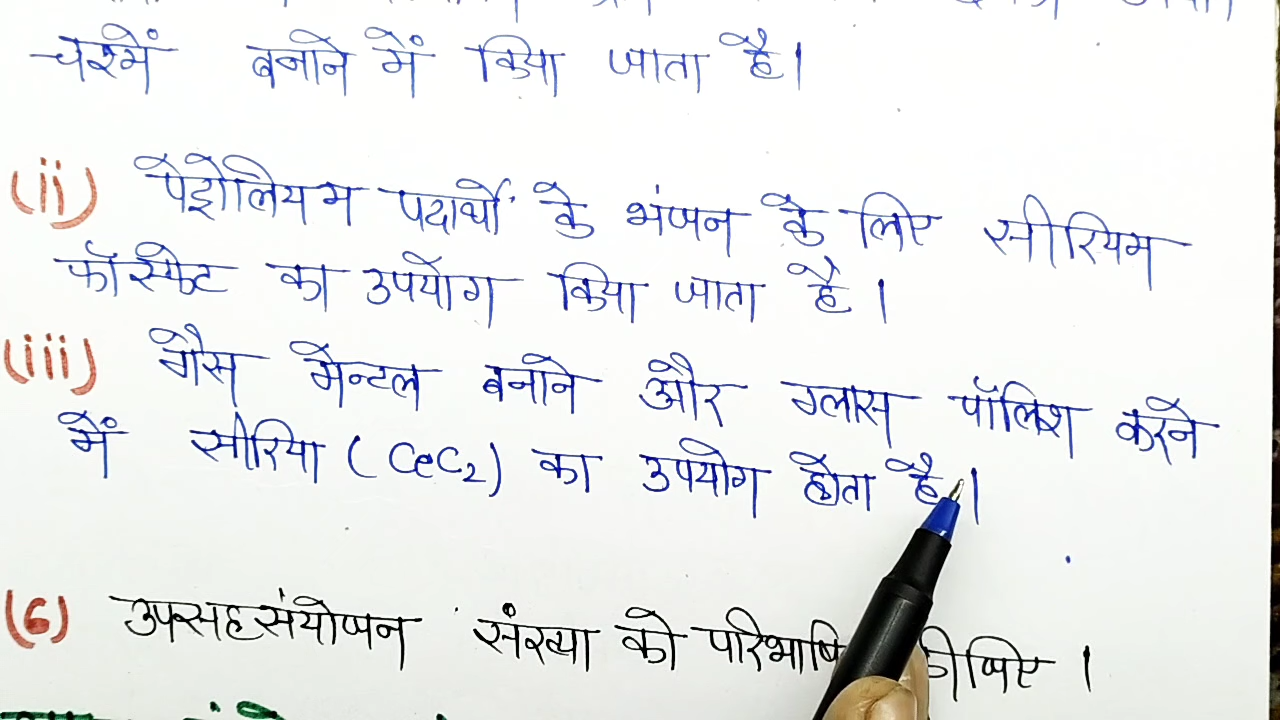 चश्में बनाने में किया जाता है।
(ii) पेट्रोलियम पदार्थों के भंजन के लिए सीरियम
फॉस्फेट का उपयोग किया जाता है।
(iii) गैस मेन्टल बनाने और ग्लास पॉलिश करने
में सीरिया (CeC2) का उपयोग होता है।
(6) उपसहसंयोजन संख्या को परिभाषि